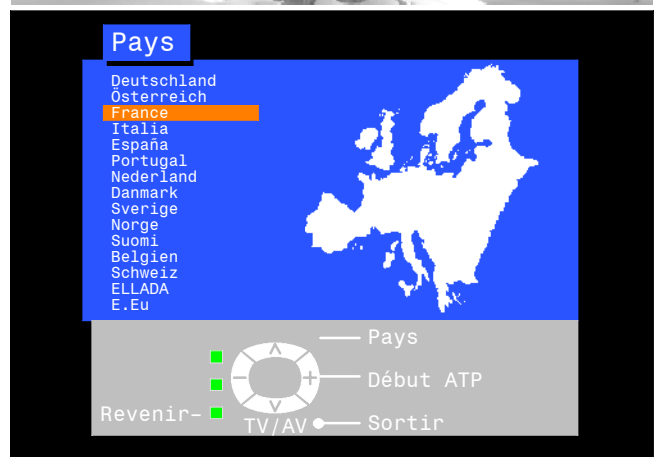 Pays
Deutschland
Österreich
France
Italia
España
Portugal
Nederland
Danmark
Sverige
Norge
Suomi
Belgien
Schweiz
ELLADA
E.Eu
Pays
Début ATP
Revenir
TV/AV
Sortir